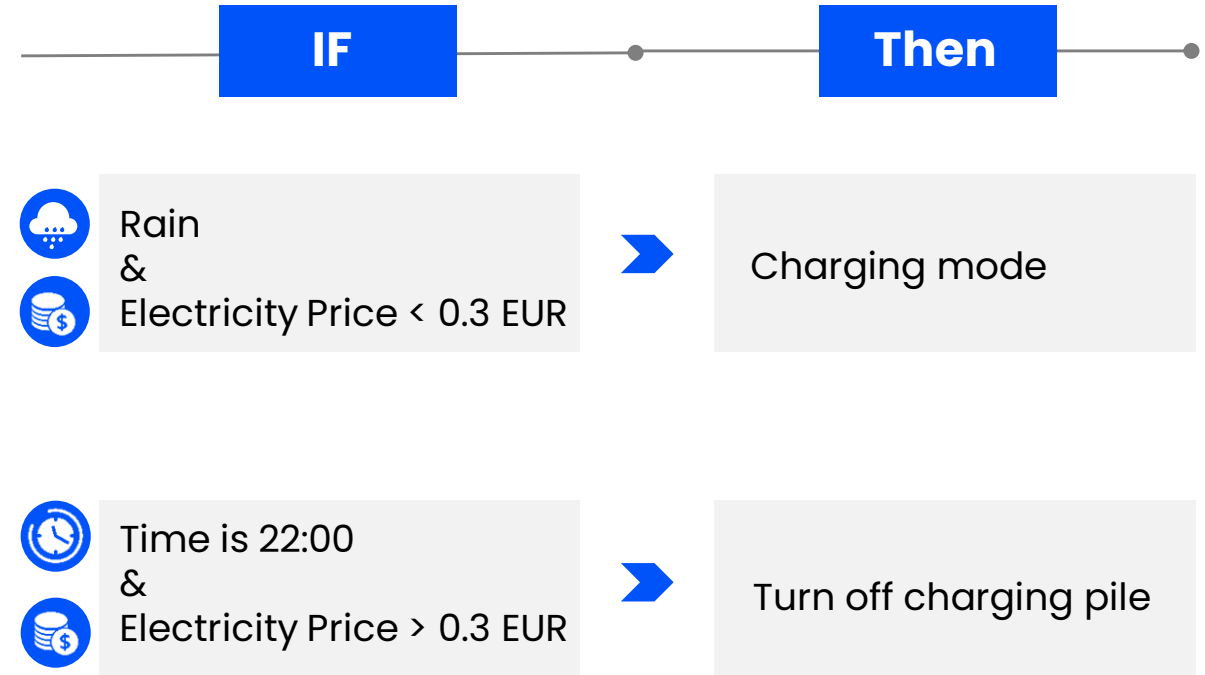 IF
Then
Rain
&
Electricity Price < 0.3 EUR
Charging mode
Time is 22:00
&
Electricity Price > 0.3 EUR
Turn off charging pile